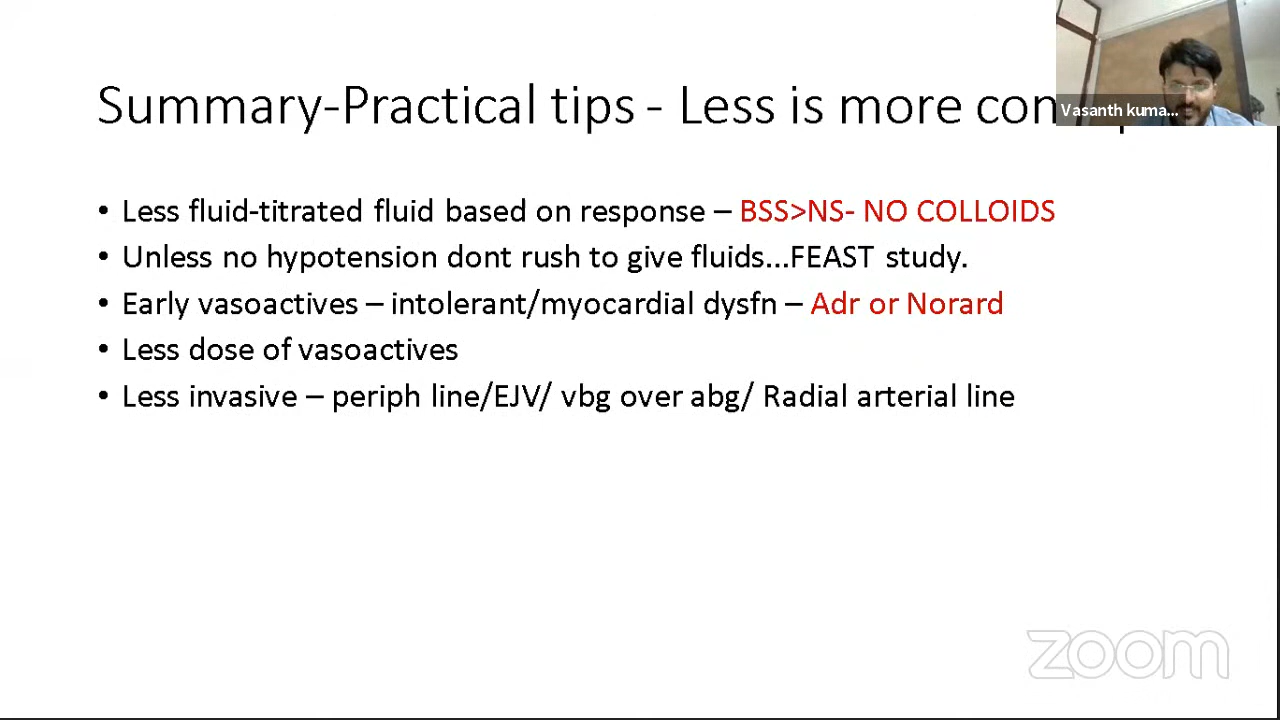 Summary-Practical tips - Less is more
Vasanth kuma...
• Less fluid-titrated fluid based on response – BSS>NS- NO COLLOIDS
• Unless no hypotension dont rush to give fluids...FEAST study.
• Early vasoactives – intolerant/myocardial dysfn – Adr or Norard
• Less dose of vasoactives
• Less invasive – periph line/EJV/ vbg over abg/ Radial arterial line
zoom